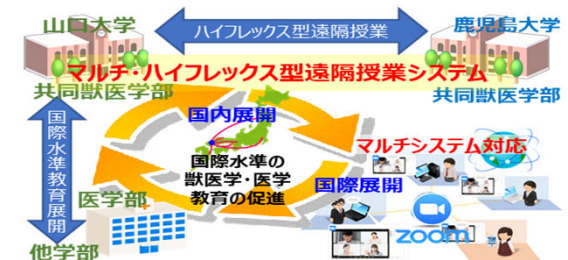 山口大学
ハイフレックス型遠隔授業
鹿児島大学
マルチ・ハイフレックス型遠隔授業システム
共同獣医学部
共同獣医学部
国際水準教育展開
国内展開
国際水準の
獣医学・医学
教育の促進
マルチシステム対応
国際展開
医学部
zoom
他学部